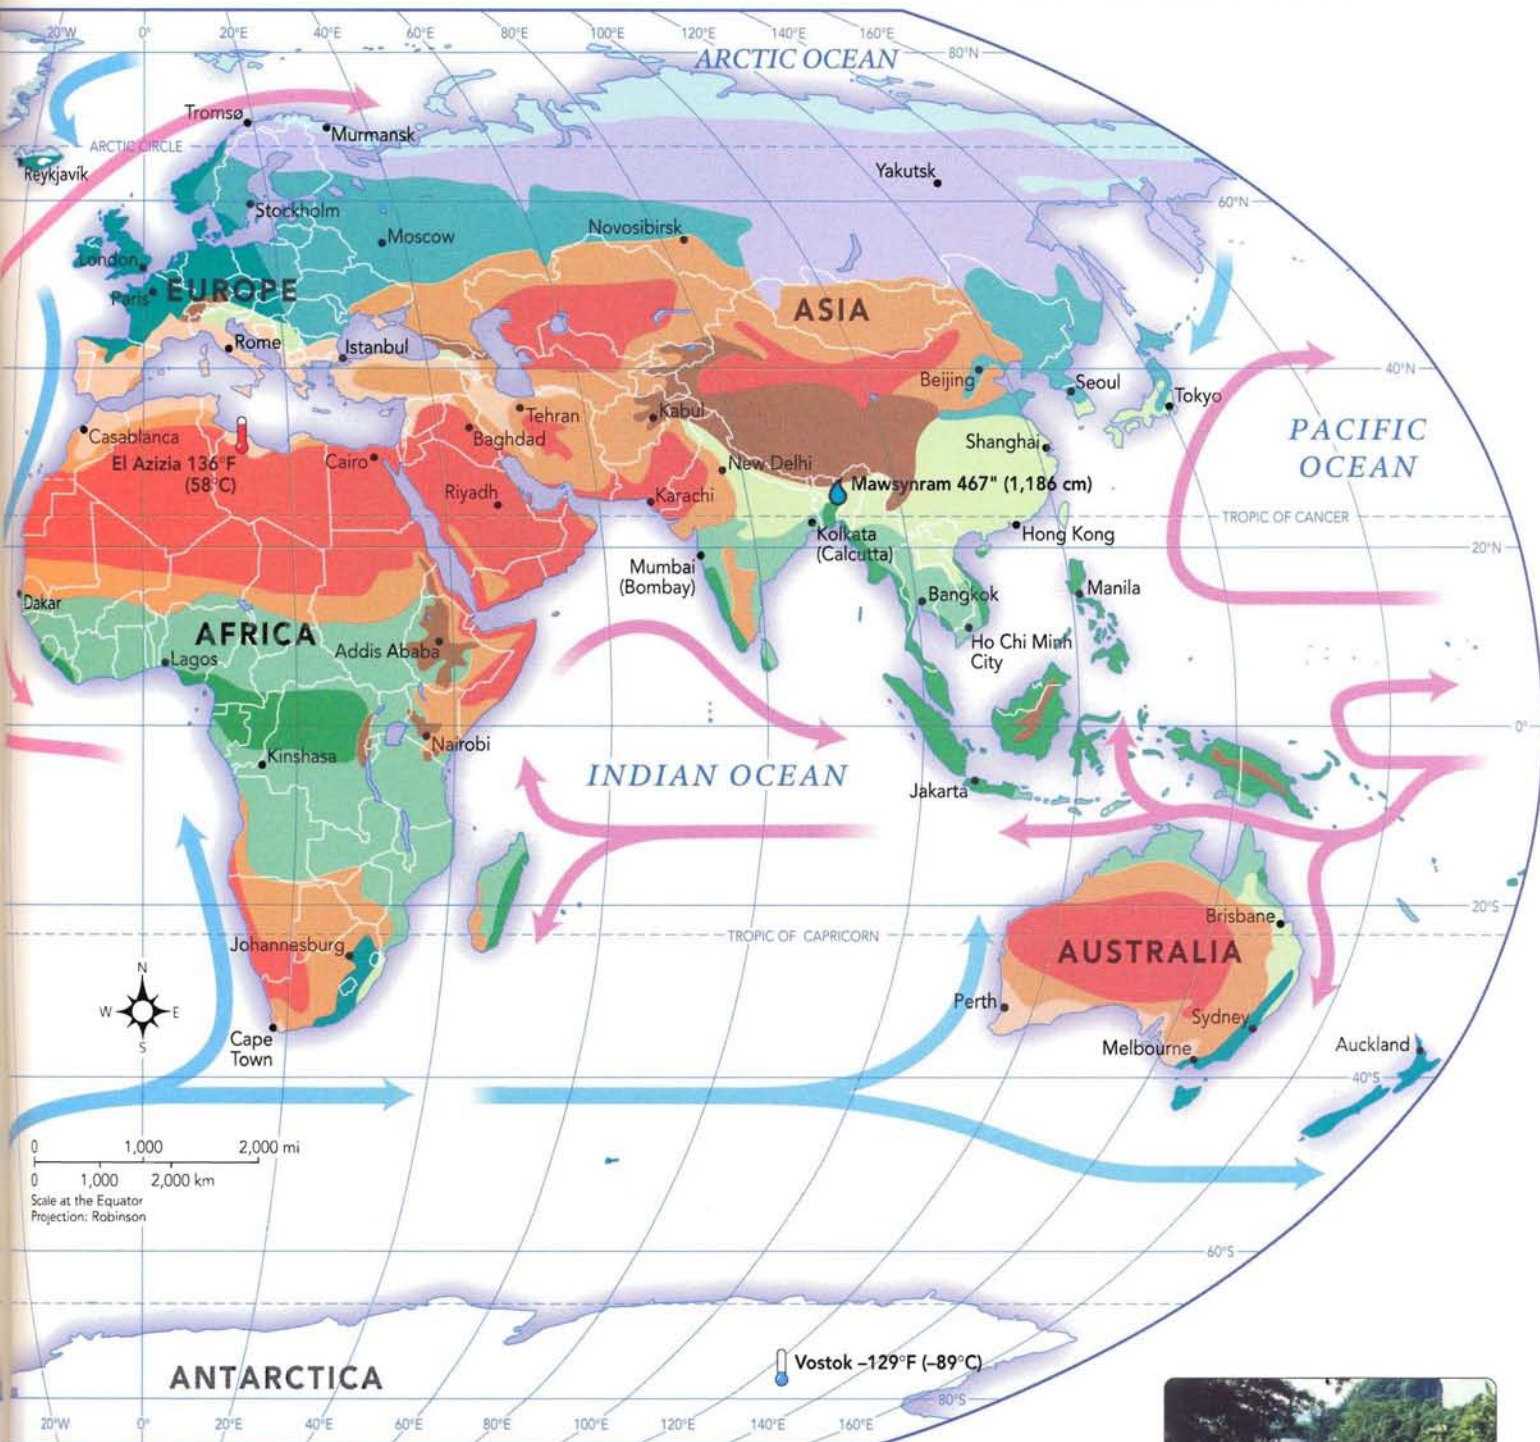 20°W 0° 20°E 40°E 60°E 80°E 100°E 120°E 140°E 160°E
ARCTIC OCEAN
80°N
Tromsø
Murmansk
ARCTIC CIRCLE
Reykjavík
Yakutsk
60°N
Stockholm
Moscow
Novosibirsk
London
Paris
EUROPE
ASIA
Rome
Istanbul
40°N
Beijing
Seoul
Tokyo
Casablanca
Tehran
Kabul
Baghdad
PACIFIC
OCEAN
El Azizia 136°F
(58°C)
Cairo
New Delhi
Shanghai
Riyadh
Karachi
Mawsynram 467" (1,186 cm)
TROPIC OF CANCER
Kolkata
(Calcutta)
Hong Kong
20°N
Mumbai
(Bombay)
Dakar
Bangkok
Manila
AFRICA
Addis Ababa
Lagos
Ho Chi Minh
City
0°
Nairobi
Kinshasa
INDIAN OCEAN
Jakarta
20°S
Brisbane
TROPIC OF CAPRICORN
Johannesburg
AUSTRALIA
N
W E
S
Perth
Sydney
Cape
Town
Melbourne
Auckland
40°S
0 1,000 2,000 mi
0 1,000 2,000 km
Scale at the Equator
Projection: Robinson
60°S
ANTARCTICA
Vostok –129°F (–89°C)
80°S
20°W 0° 20°E 40°E 60°E 80°E 100°E 120°E 140°E 160°E